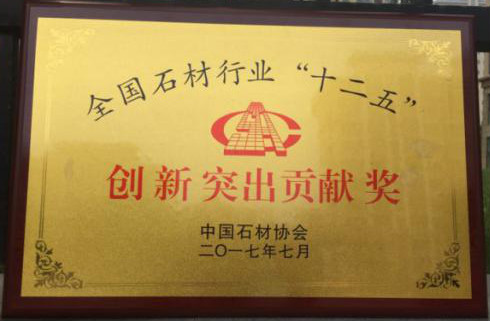 全国石材行业“十二五”
创新突出贡献奖
中国石材协会
二〇一七年七月